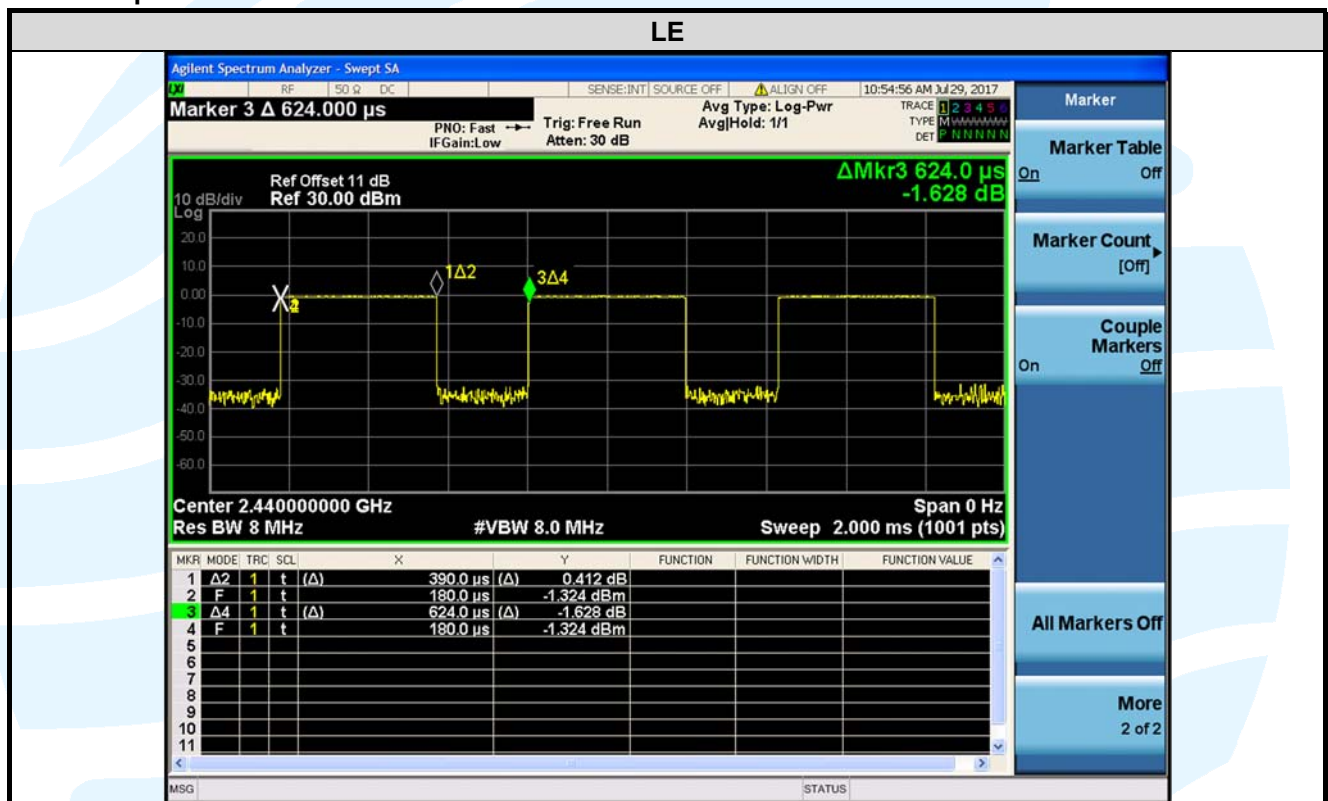 LE
Agilent Spectrum Analyzer - Swept SA
LXI RF 50 Ω DC SENSE:INT SOURCE OFF ALIGN OFF 10:54:56 AM Jul 29, 2017
Marker 3 Δ 624.000 µs
PNO: Fast
IFGain:Low
Trig: Free Run
Atten: 30 dB
Avg Type: Log-Pwr
Avg|Hold: 1/1
TRACE 1 2 3 4 5 6
TYPE M
DET P N N N N N
ΔMkr3 624.0 µs
-1.628 dB
Ref Offset 11 dB
10 dB/div Ref 30.00 dBm
Log
20.0
10.0
0.00
-10.0
-20.0
-30.0
-40.0
-50.0
-60.0
1Δ2
3Δ4
Center 2.440000000 GHz Span 0 Hz
Res BW 8 MHz #VBW 8.0 MHz Sweep 2.000 ms (1001 pts)
MKR MODE TRC SCL X Y FUNCTION FUNCTION WIDTH FUNCTION VALUE
1 Δ2 1 t (Δ) 390.0 µs (Δ) 0.412 dB
2 F 1 t 180.0 µs -1.324 dBm
3 Δ4 1 t (Δ) 624.0 µs (Δ) -1.628 dB
4 F 1 t 180.0 µs -1.324 dBm
5
6
7
8
9
10
11
MSG STATUS
Marker
Marker Table
On Off
Marker Count
[Off]
Couple
Markers
On Off
All Markers Off
More
2 of 2